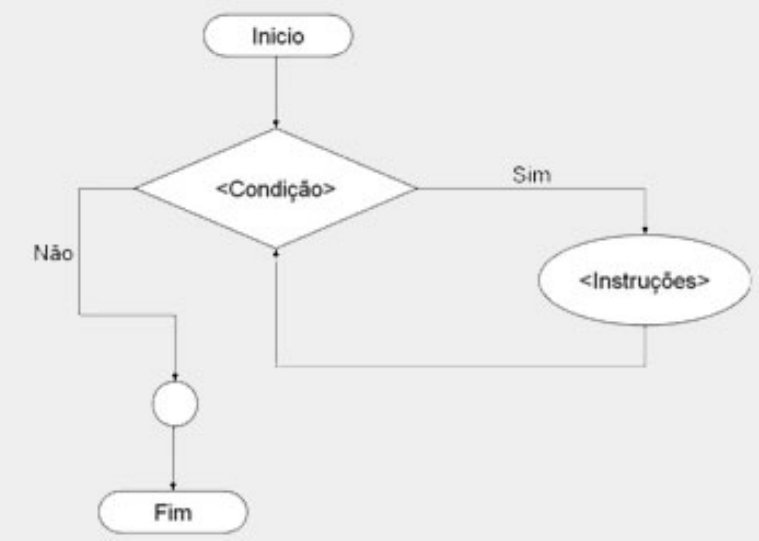 Inicio
<Condição>
Sim
Não
<Instruções>
Fim